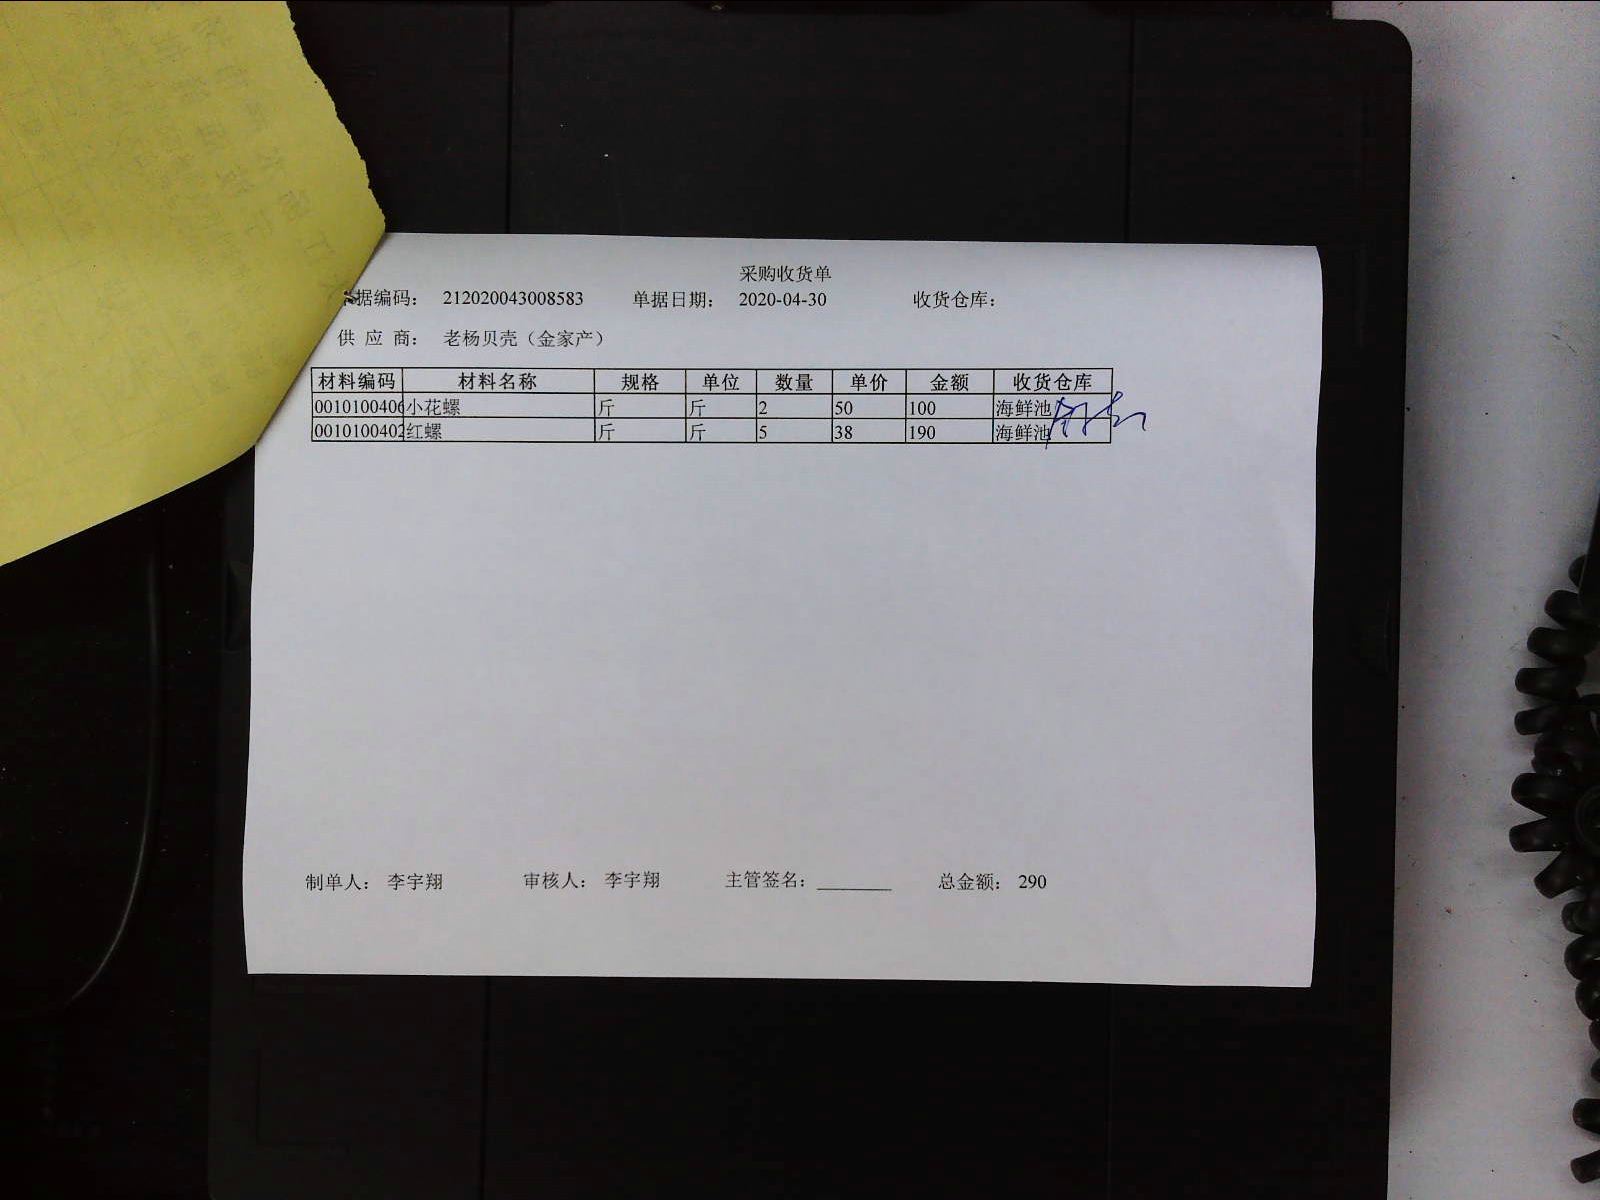 采购收货单
据编码： 212020043008583 单据日期： 2020-04-30 收货仓库：
供 应 商： 老杨贝壳（金家产）
材料编码 材料名称 规格 单位 数量 单价 金额 收货仓库
0010100406 小花螺 斤 斤 2 50 100 海鲜池
0010100402 红螺 斤 斤 5 38 190 海鲜池
制单人： 李宇翔 审核人： 李宇翔 主管签名：________ 总金额： 290